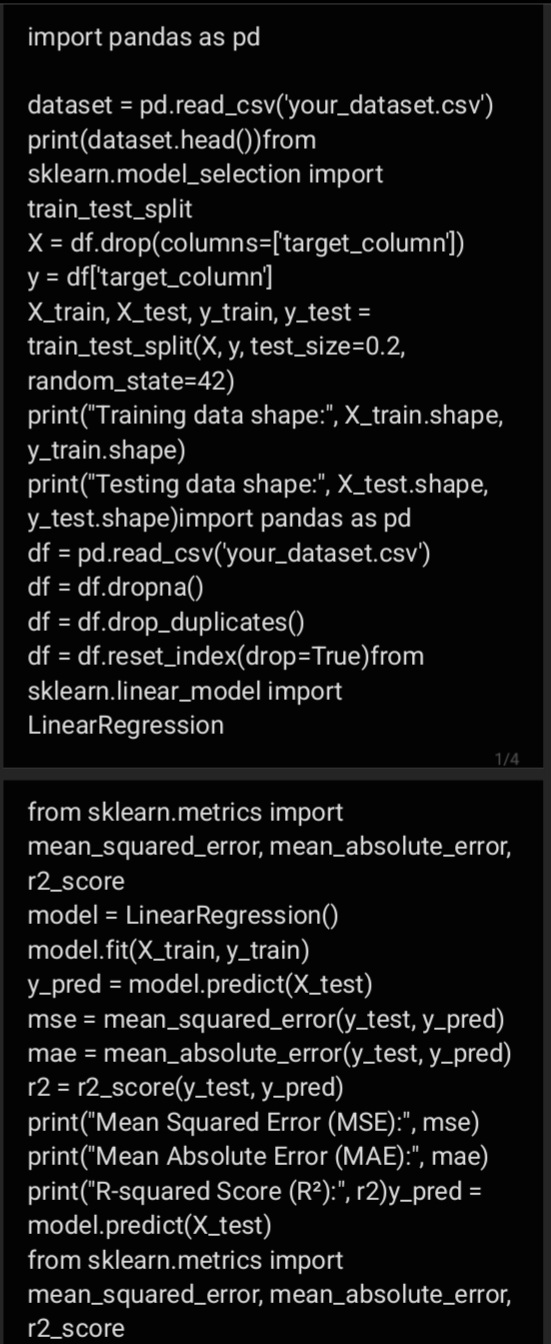 import pandas as pd
dataset = pd.read_csv('your_dataset.csv')
print(dataset.head())from
sklearn.model_selection import
train_test_split
X = df.drop(columns=['target_column'])
y = df['target_column']
X_train, X_test, y_train, y_test =
train_test_split(X, y, test_size=0.2,
random_state=42)
print("Training data shape:", X_train.shape,
y_train.shape)
print("Testing data shape:", X_test.shape,
y_test.shape)import pandas as pd
df = pd.read_csv('your_dataset.csv')
df = df.dropna()
df = df.drop_duplicates()
df = df.reset_index(drop=True)from
sklearn.linear_model import
LinearRegression
1/4
from sklearn.metrics import
mean_squared_error, mean_absolute_error,
r2_score
model = LinearRegression()
model.fit(X_train, y_train)
y_pred = model.predict(X_test)
mse = mean_squared_error(y_test, y_pred)
mae = mean_absolute_error(y_test, y_pred)
r2 = r2_score(y_test, y_pred)
print("Mean Squared Error (MSE):", mse)
print("Mean Absolute Error (MAE):", mae)
print("R-squared Score (R²):", r2)y_pred =
model.predict(X_test)
from sklearn.metrics import
mean_squared_error, mean_absolute_error,
r2_score